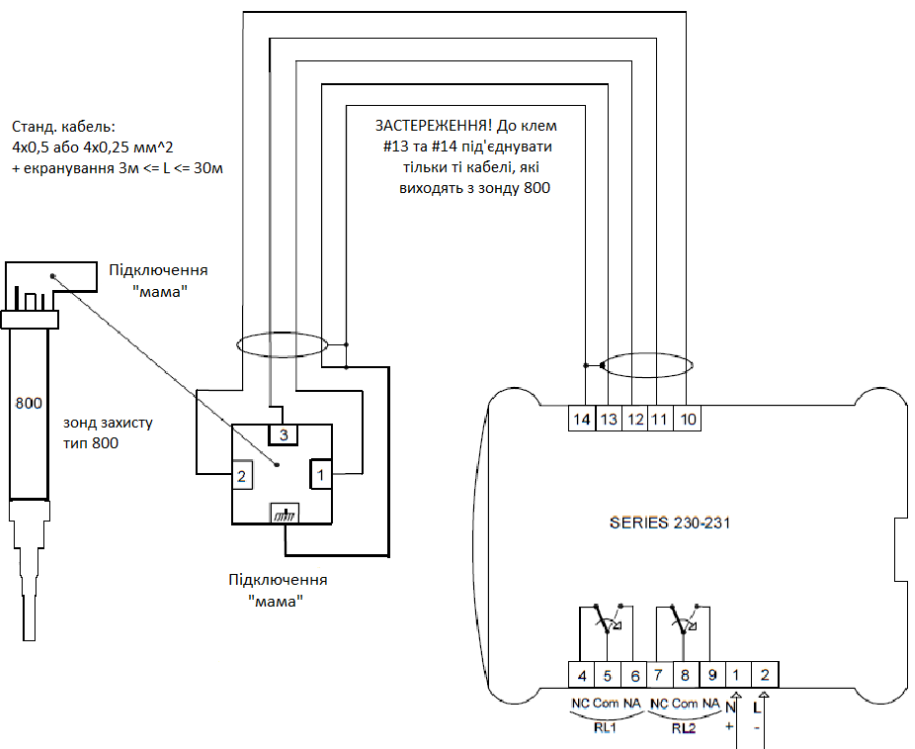 Станд. кабель:
4x0,5 або 4x0,25 мм^2
+ екранування 3м <= L <= 30м
ЗАСТЕРЕЖЕННЯ! До клем
#13 та #14 під'єднувати
тільки ті кабелі, які
виходять з зонду 800
Підключення
"мама"
800
зонд захисту
тип 800
3
2
1
Підключення
"мама"
14 13 12 11 10
SERIES 230-231
4 5 6 7 8 9 1 2
NC Com NA NC Com NA N L
RL1 RL2 + -